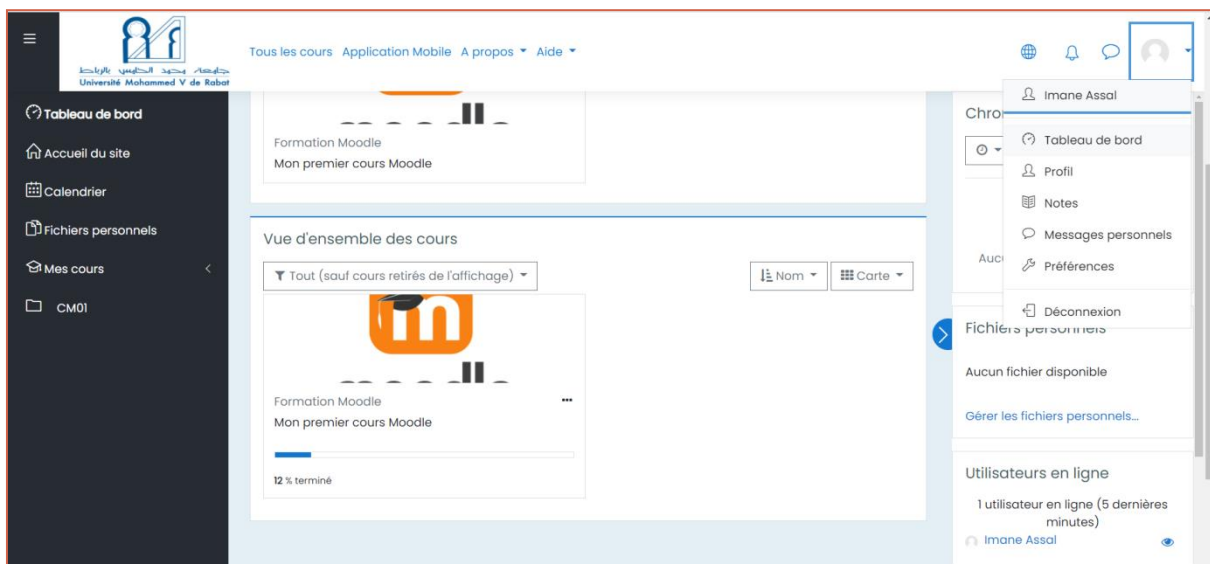 جامعة محمد الخامس بالرباط
Université Mohammed V de Rabat
Tous les cours Application Mobile A propos Aide
Tableau de bord
Accueil du site
Calendrier
Fichiers personnels
Mes cours
CM01
Formation Moodle
Mon premier cours Moodle
Vue d'ensemble des cours
Tout (sauf cours retirés de l'affichage)
Nom
Carte
m
Formation Moodle
Mon premier cours Moodle
12 % terminé
Imane Assal
Tableau de bord
Profil
Notes
Messages personnels
Préférences
Déconnexion
Fichiers personnels
Aucun fichier disponible
Gérer les fichiers personnels...
Utilisateurs en ligne
1 utilisateur en ligne (5 dernières
minutes)
Imane Assal